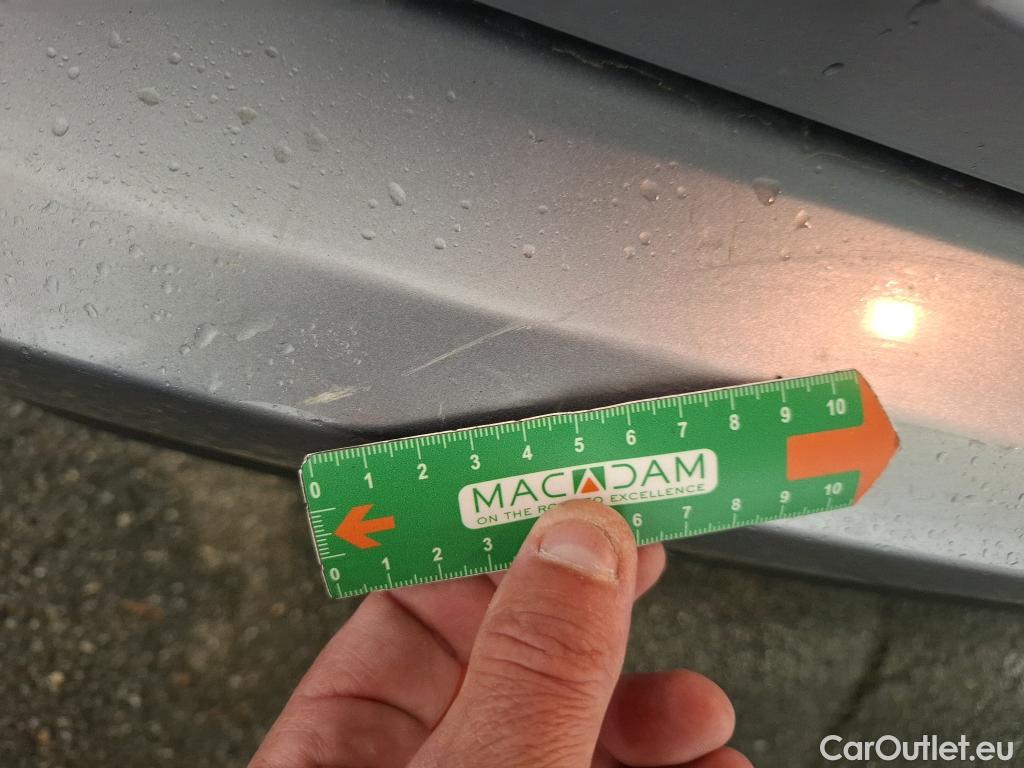 0 1 2 3 4 5 6 7 8 9 10
MACADAM
ON THE RO TO EXCELLENCE
0 1 2 3 6 7 8 9 10
CarOutlet.eu